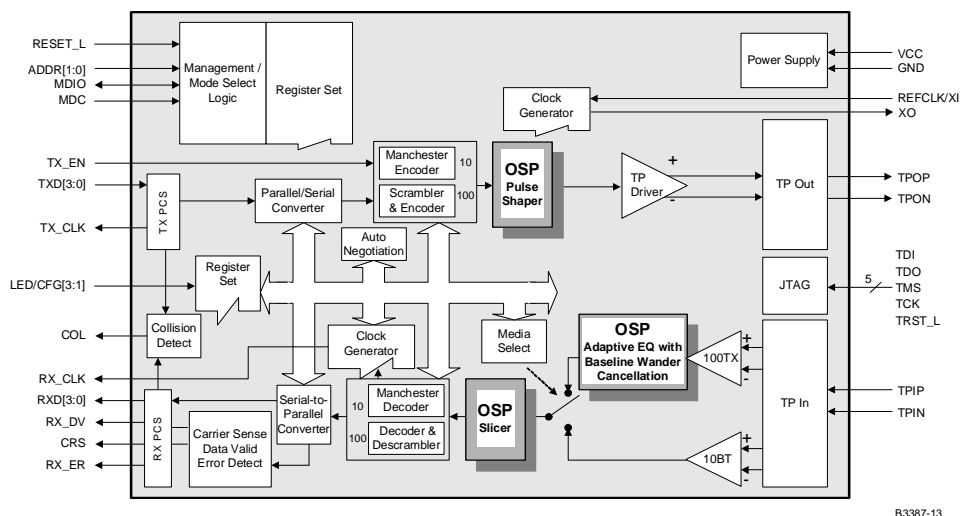 RESET_L
ADDR[1:0]
MDIO
MDC
Management /
Mode Select
Logic
Register Set
Power Supply
VCC
GND
Clock
Generator
REFCLK/XI
XO
TX_EN
TXD[3:0]
TX_CLK
TX PCS
Parallel/Serial
Converter
Manchester
Encoder
10
Scrambler
& Encoder
100
OSP
Pulse
Shaper
TP
Driver
+
-
TP Out
TPOP
TPON
Auto
Negotiation
LED/CFG[3:1]
Register
Set
JTAG
5
TDI
TDO
TMS
TCK
TRST_L
COL
Collision
Detect
Clock
Generator
Media
Select
OSP
Adaptive EQ with
Baseline Wander
Cancellation
100TX
+
-
TP In
TPIP
TPIN
RX_CLK
RXD[3:0]
RX_DV
CRS
RX_ER
RX PCS
Carrier Sense
Data Valid
Error Detect
Serial-to-
Parallel
Converter
10
Manchester
Decoder
100
Decoder &
Descrambler
OSP
Slicer
10BT
+
-
B3387-13